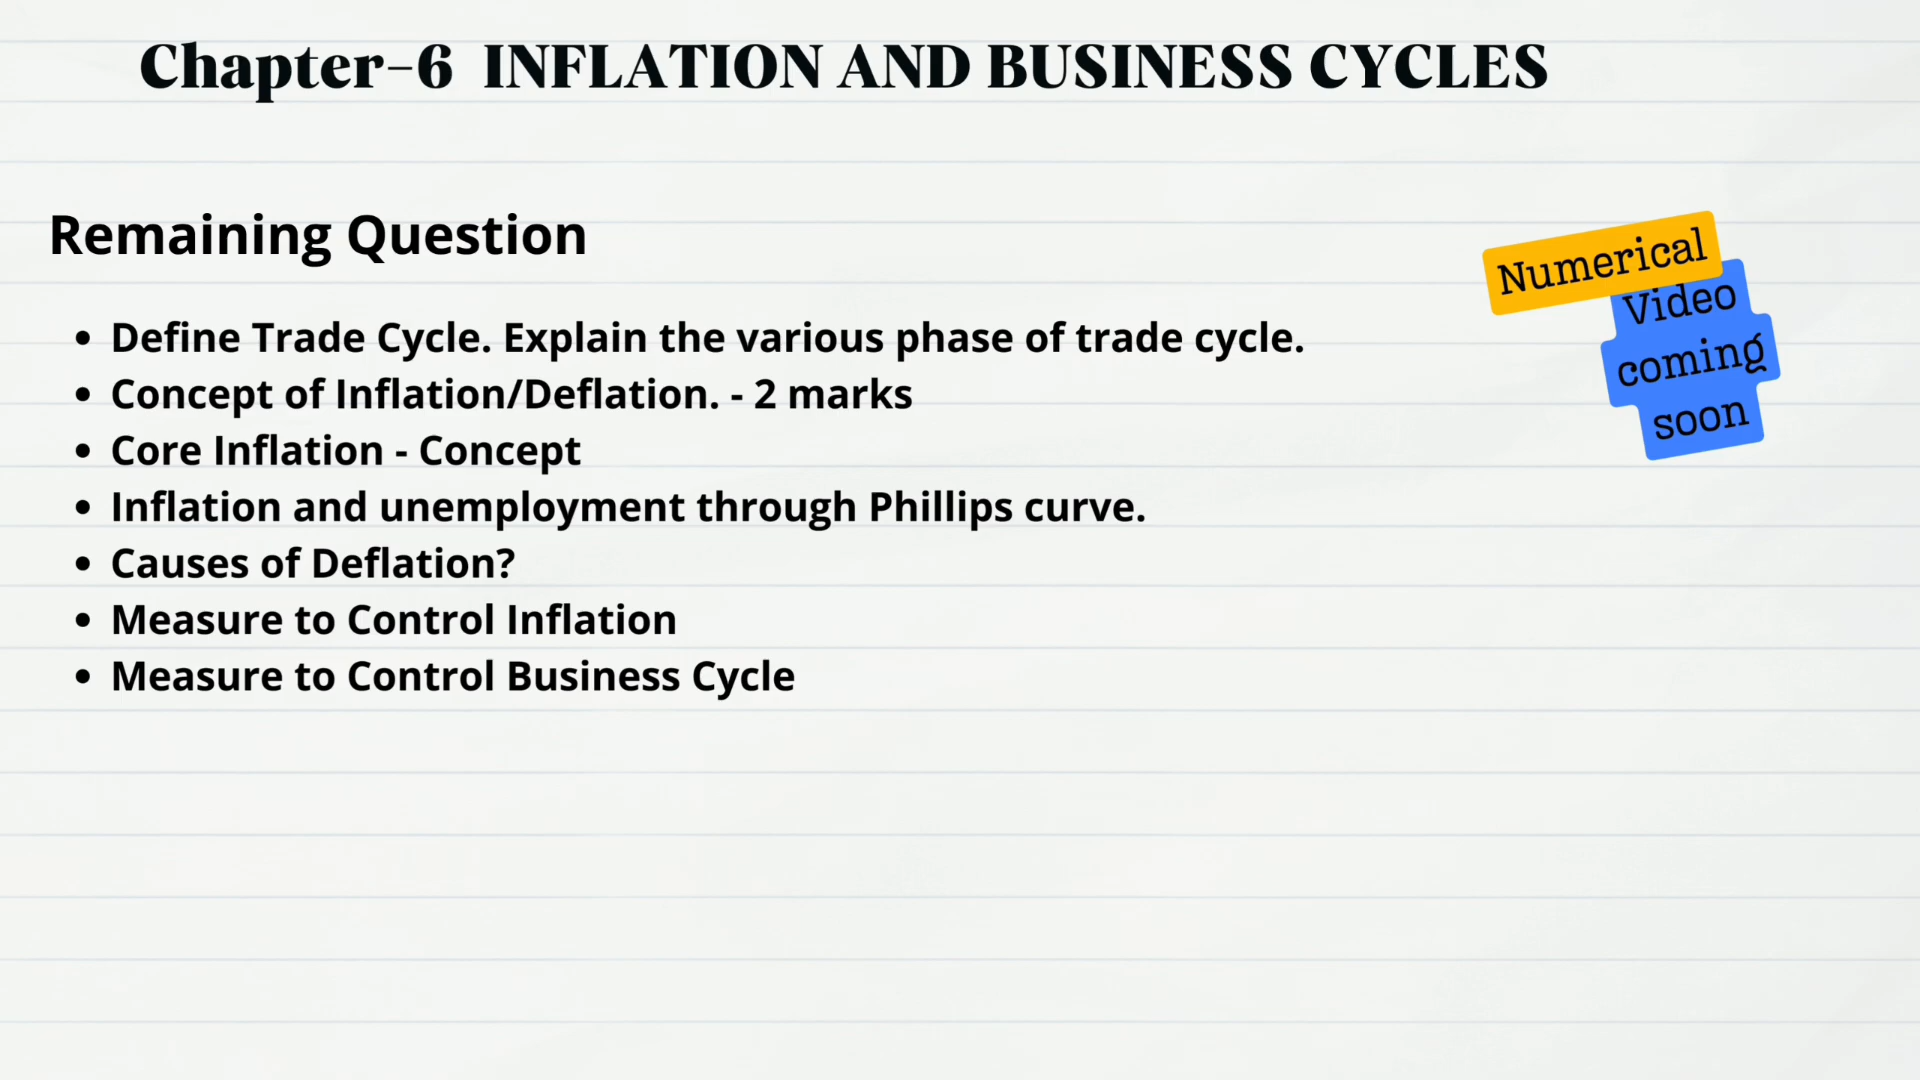 Chapter-6 INFLATION AND BUSINESS CYCLES
Remaining Question
Numerical
Video
coming
soon
• Define Trade Cycle. Explain the various phase of trade cycle.
• Concept of Inflation/Deflation. - 2 marks
• Core Inflation - Concept
• Inflation and unemployment through Phillips curve.
• Causes of Deflation?
• Measure to Control Inflation
• Measure to Control Business Cycle